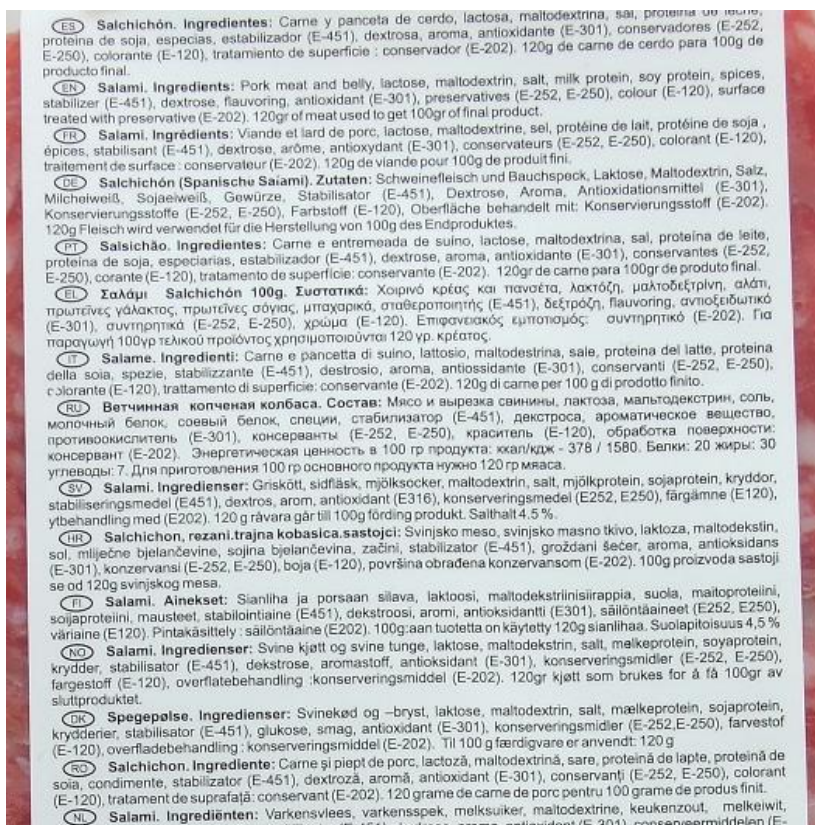 ES Salchichón. Ingredientes: Carne y panceta de cerdo, lactosa, maltodextrina, sal, proteína de leche,
proteina de soja, especias, estabilizador (E-451), dextrosa, aroma, antioxidante (E-301), conservadores (E-252,
E-250), colorante (E-120), tratamiento de superficie : conservador (E-202). 120g de carne de cerdo para 100g de
producto final.
EN Salami. Ingredients: Pork meat and belly, lactose, maltodextrin, salt, milk protein, soy protein, spices,
stabilizer (E-451), dextrose, flauvoring, antioxidant (E-301), preservatives (E-252, E-250), colour (E-120), surface
treated with preservative (E-202). 120gr of meat used to get 100gr of final product.
FR Salami. Ingrédients: Viande et lard de porc, lactose, maltodextrine, sel, protéine de lait, protéine de soja ,
épices, stabilisant (E-451), dextrose, arôme, antioxydant (E-301), conservateurs (E-252, E-250), colorant (E-120),
traitement de surface : conservateur (E-202). 120g de viande pour 100g de produit fini.
DE Salchichón (Spanische Salami). Zutaten: Schweinefleisch und Bauchspeck, Laktose, Maltodextrin, Salz,
Milchelweiß, Sojaeiweiß, Gewürze, Stabilisator (E-451), Dextrose, Aroma, Antioxidationsmittel (E-301),
Konservierungsstoffe (E-252, E-250), Farbstoff (E-120), Oberfläche behandelt mit: Konservierungsstoff (E-202).
120g Fleisch wird verwendet für die Herstellung von 100g des Endproduktes.
PT Salsichão. Ingredientes: Carne e entremeada de suino, lactose, maltodextrina, sal, proteína de leite,
proteina de soja, especiarias, estabilizador (E-451), dextrose, aroma, antioxidante (E-301), conservantes (E-252,
E-250), corante (E-120), tratamento de superficie: conservante (E-202). 120gr de carne para 100gr de produto final.
EL Σαλάμι Salchichón 100g. Συστατικά: Χοιρινό κρέας και πανσέτα, λακτόζη, μαλτοδεξτρίνη, αλάτι,
πρωτεΐνες γάλακτος, πρωτεΐνες σόγιας, μπαχαρικά, σταθεροποιητής (E-451), δεξτρόζη, flauvoring, αντιοξειδωτικό
(E-301), συντηρητικά (E-252, E-250), χρώμα (E-120). Επιφανειακός εμποτισμός: συντηρητικό (E-202). Για
παραγωγή 100γρ τελικού προϊόντος χρησιμοποιούνται 120 γρ. κρέατος.
IT Salame. Ingredienti: Carne e pancetta di suino, lattosio, maltodestrina, sale, proteina del latte, proteina
della soia, spezie, stabilizzante (E-451), destrosio, aroma, antiossidante (E-301), conservanti (E-252, E-250),
colorante (E-120), trattamento di superficie: conservante (E-202). 120g di carne per 100 g di prodotto finito.
RU Ветчинная копченая колбаса. Состав: Мясо и вырезка свинины, лактоза, мальтодекстрин, соль,
молочный белок, соевый белок, специи, стабилизатор (E-451), декстроса, ароматическое вещество,
противоокислитель (E-301), консерванты (E-252, E-250), краситель (E-120), обработка поверхности:
консервант (E-202). Энергетическая ценность в 100 гр продукта: ккал/кдж - 378 / 1580. Белки: 20 жиры: 30
углеводы: 7. Для приготовления 100 гр основного продукта нужно 120 гр мяаса.
SV Salami. Ingredienser: Griskött, sidfläsk, mjölksocker, maltodextrin, salt, mjölkprotein, sojaprotein, kryddor,
stabiliseringsmedel (E451), dextros, arom, antioxidant (E316), konserveringsmedel (E252, E250), färgämne (E120),
ytbehandling med (E202). 120 g råvara går till 100g förding produkt. Salthalt 4.5 %.
HR Salchichon, rezani.trajna kobasica.sastojci: Svinjsko meso, svinjsko masno tkivo, laktoza, maltodekstin,
sol, mliječne bjelančevine, sojina bjelančevina, začini, stabilizator (E-451), groždani šećer, aroma, antioksidans
(E-301), konzervansi (E-252, E-250), boja (E-120), površina obrađena konzervansom (E-202). 100g proizvoda sastoji
se od 120g svinjskog mesa.
FI Salami. Ainekset: Sianliha ja porsaan silava, laktoosi, maltodekstriinisiirappia, suola, maitoproteiini,
soijaproteiini, mausteet, stabilointiaine (E451), dekstroosi, aromi, antioksidantti (E301), säilöntäaineet (E252, E250),
väriaine (E120). Pintakäsittely : säilöntäaine (E202). 100g:aan tuotetta on käytetty 120g sianlihaa. Suolapitoisuus 4,5 %
NO Salami. Ingredienser: Svine kjøtt og svine tunge, laktose, maltodekstrin, salt, melkeprotein, soyaprotein,
krydder, stabilisator (E-451), dekstrose, aromastoff, antioksidant (E-301), konserveringsmidler (E-252, E-250),
fargestoff (E-120), overflatebehandling :konserveringsmiddel (E-202). 120gr kjøtt som brukes for å få 100gr av
sluttproduktet.
DK Spegepølse. Ingredienser: Svinekød og –bryst, laktose, maltodextrin, salt, mælkeprotein, sojaprotein,
krydderier, stabilisator (E-451), glukose, smag, antioxidant (E-301), konserveringsmidler (E-252,E-250), farvestof
(E-120), overfladebehandling : konserveringsmiddel (E-202). Til 100 g færdigvare er anvendt: 120 g
RO Salchichon. Ingrediente: Carne şi piept de porc, lactoză, maltodextrină, sare, proteină de lapte, proteină de
soia, condimente, stabilizator (E-451), dextroză, aromă, antioxidant (E-301), conservanţi (E-252, E-250), colorant
(E-120), tratament de suprafaţă: conservant (E-202). 120 grame de carne de porc pentru 100 grame de produs finit.
NL Salami. Ingrediënten: Varkensvlees, varkensspek, melksuiker, maltodextrine, keukenzout, melkeiwit,